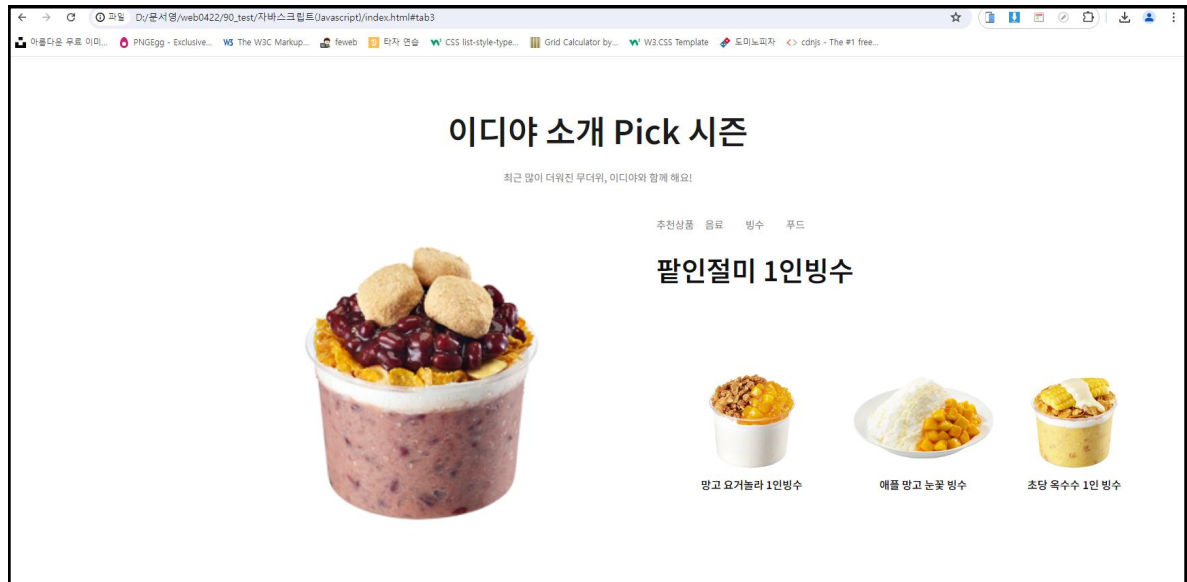 파일 D:/문서영/web0422/90_test/자바스크립트(Javascript)/index.html#tab3
아름다운 무료 이미... PNGEgg - Exclusive... The W3C Markup... feweb 타자 연습 CSS list-style-type... Grid Calculator by... W3.CSS Template 도미노피자 cdnjs - The #1 free...
이디야 소개 Pick 시즌
최근 많이 더워진 무더위, 이디야와 함께 해요!
추천상품 음료 빙수 푸드
팥인절미 1인빙수
망고 요거놀라 1인빙수 애플 망고 눈꽃 빙수 초당 옥수수 1인 빙수